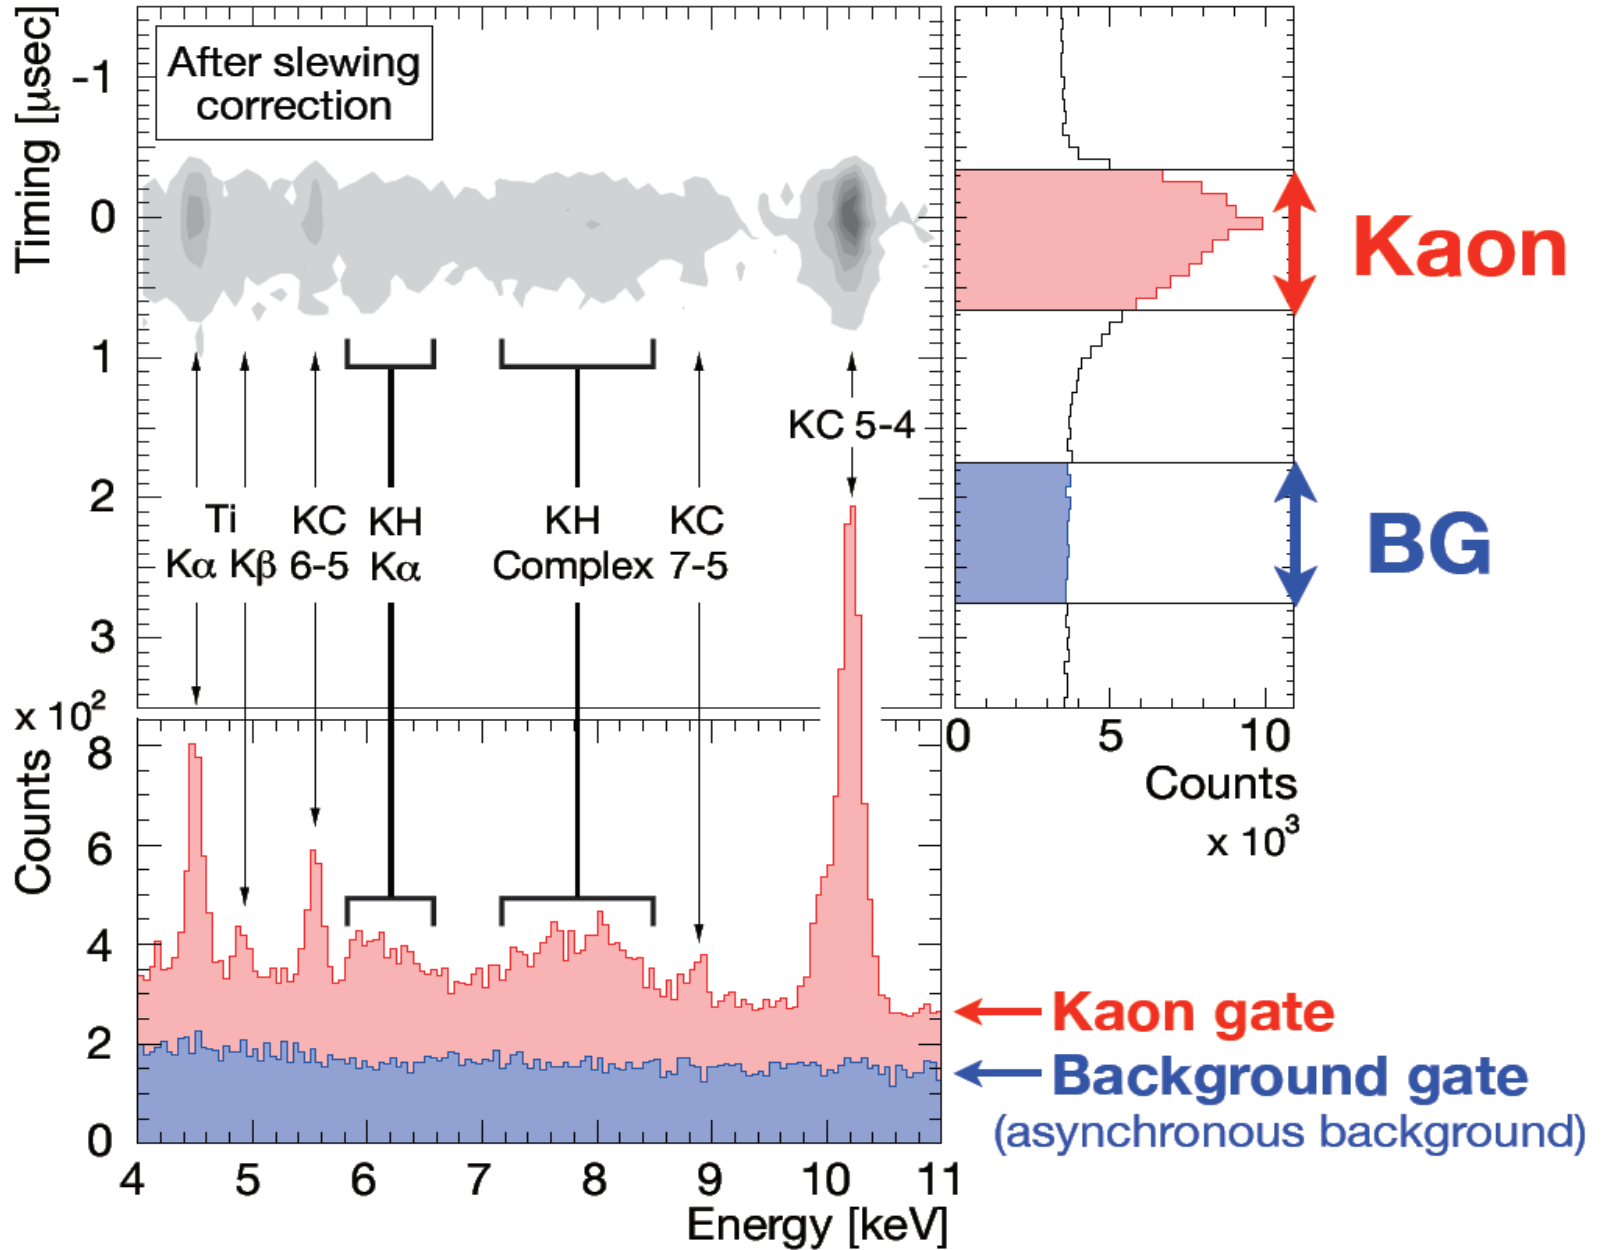 After slewing
correction
Timing [μsec]
-1
0
1
2
3
Kaon
BG
KC 5-4
Ti
Kα Kβ
KC
6-5
KH
Kα
KH
Complex
KC
7-5
0 5 10
Counts
x 10³
x 10²
Counts
8
6
4
2
0
4 5 6 7 8 9 10 11
Energy [keV]
Kaon gate
Background gate
(asynchronous background)